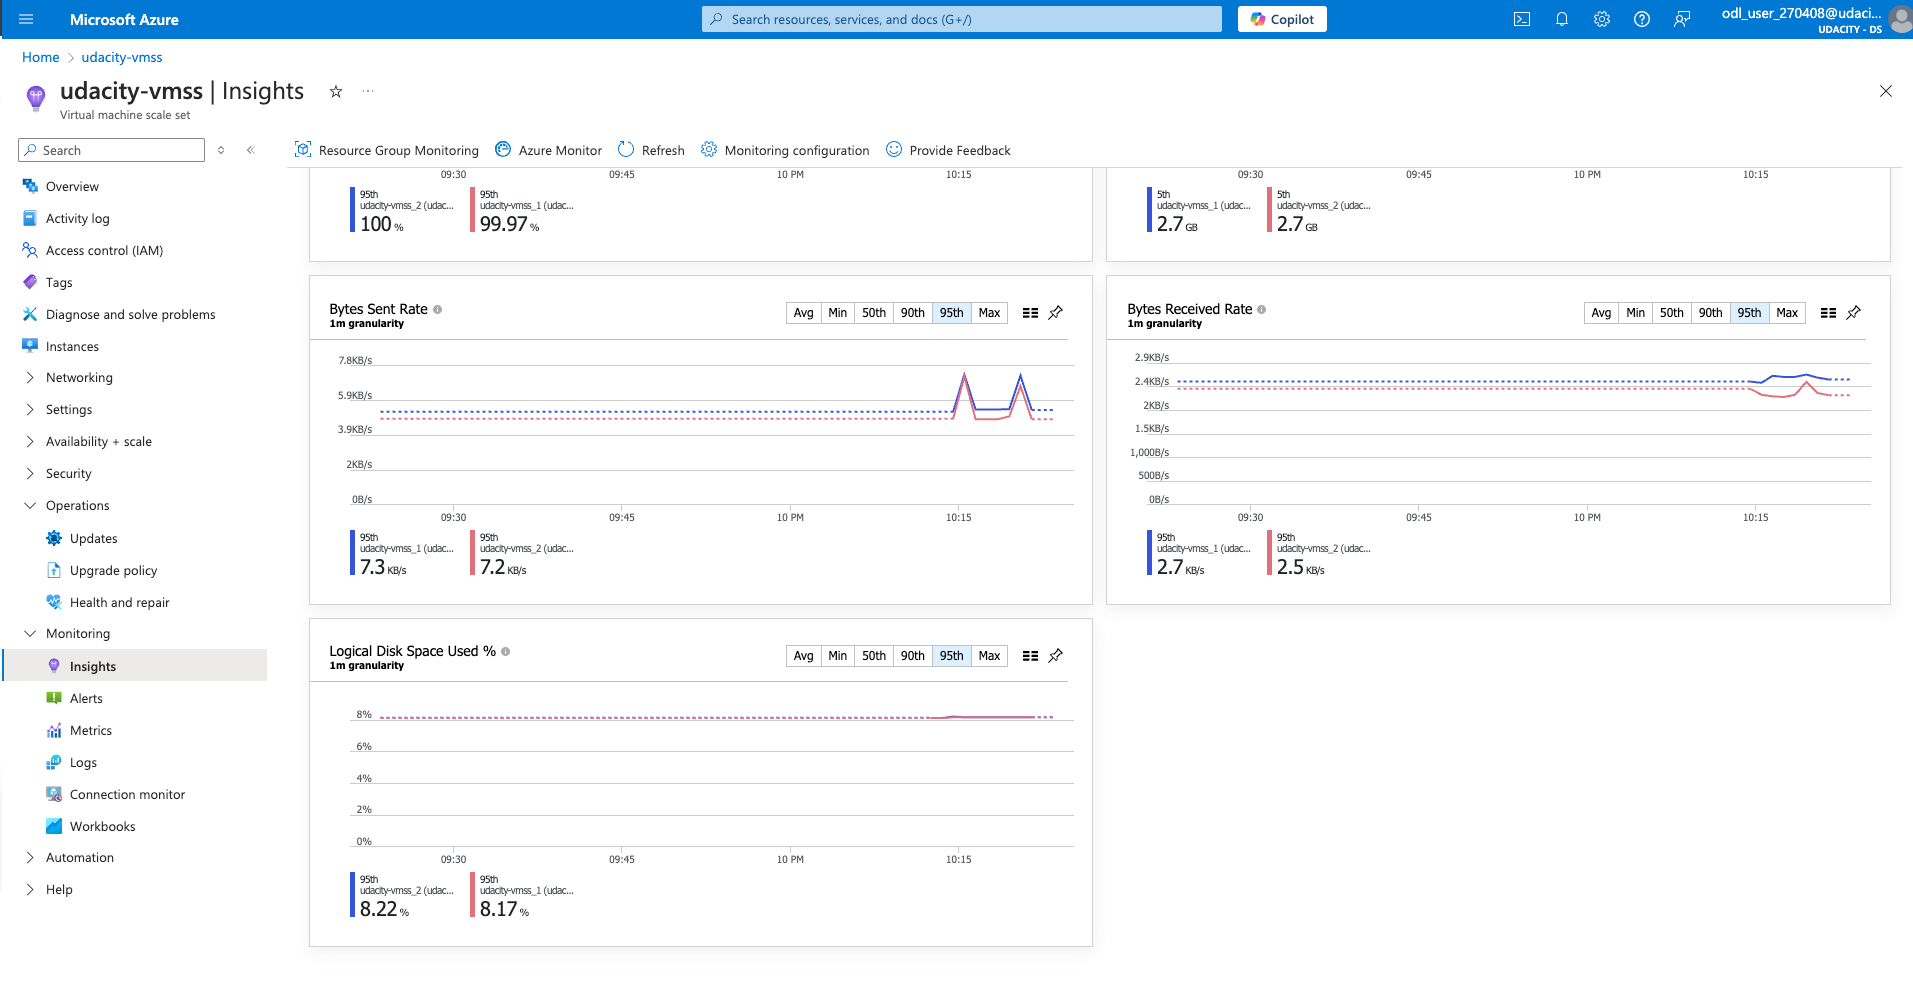 Microsoft Azure
Search resources, services, and docs (G+/)
Copilot
odl_user_270408@udaci...
UDACITY - DS
Home > udacity-vmss
udacity-vmss | Insights
Virtual machine scale set
Search
Overview
Activity log
Access control (IAM)
Tags
Diagnose and solve problems
Instances
Networking
Settings
Availability + scale
Security
Operations
Updates
Upgrade policy
Health and repair
Monitoring
Insights
Alerts
Metrics
Logs
Connection monitor
Workbooks
Automation
Help
Resource Group Monitoring
Azure Monitor
Refresh
Monitoring configuration
Provide Feedback
09:30 09:45 10 PM 10:15
95th 95th
udacity-vmss_2 (udac... udacity-vmss_1 (udac...
100 % 99.97 %
09:30 09:45 10 PM 10:15
5th 5th
udacity-vmss_1 (udac... udacity-vmss_2 (udac...
2.7 GB 2.7 GB
Bytes Sent Rate
1m granularity
Avg Min 50th 90th 95th Max
7.8KB/s
5.9KB/s
3.9KB/s
2KB/s
0B/s
09:30 09:45 10 PM 10:15
95th 95th
udacity-vmss_1 (udac... udacity-vmss_2 (udac...
7.3 KB/s 7.2 KB/s
Bytes Received Rate
1m granularity
Avg Min 50th 90th 95th Max
2.9KB/s
2.4KB/s
2KB/s
1.5KB/s
1,000B/s
500B/s
0B/s
09:30 09:45 10 PM 10:15
95th 95th
udacity-vmss_1 (udac... udacity-vmss_2 (udac...
2.7 KB/s 2.5 KB/s
Logical Disk Space Used %
1m granularity
Avg Min 50th 90th 95th Max
8%
6%
4%
2%
0%
09:30 09:45 10 PM 10:15
95th 95th
udacity-vmss_2 (udac... udacity-vmss_1 (udac...
8.22 % 8.17 %